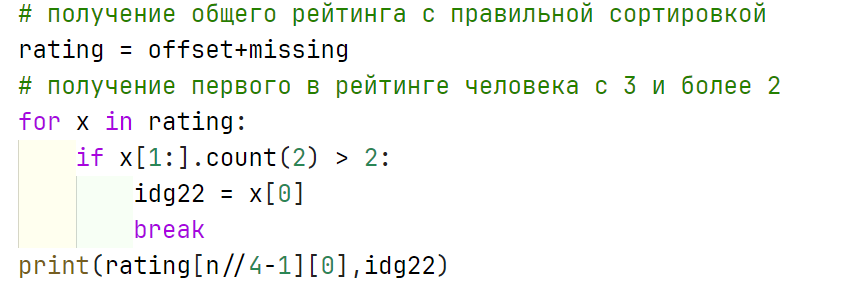 # получение общего рейтинга с правильной сортировкой
rating = offset+missing
# получение первого в рейтинге человека с 3 и более 2
for x in rating:
    if x[1:].count(2) > 2:
        idg22 = x[0]
        break
print(rating[n//4-1][0],idg22)